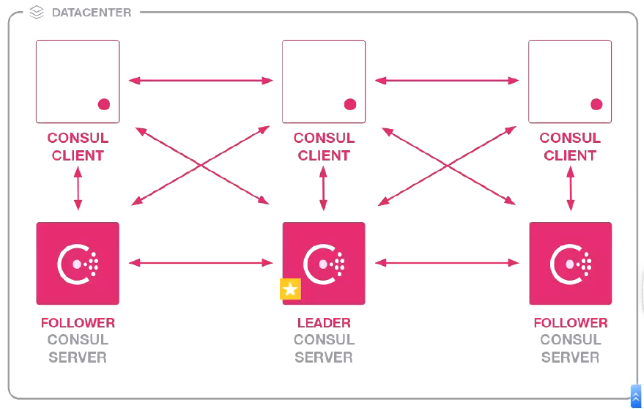 DATACENTER
CONSUL
CLIENT
CONSUL
CLIENT
CONSUL
CLIENT
FOLLOWER
CONSUL
SERVER
LEADER
CONSUL
SERVER
FOLLOWER
CONSUL
SERVER